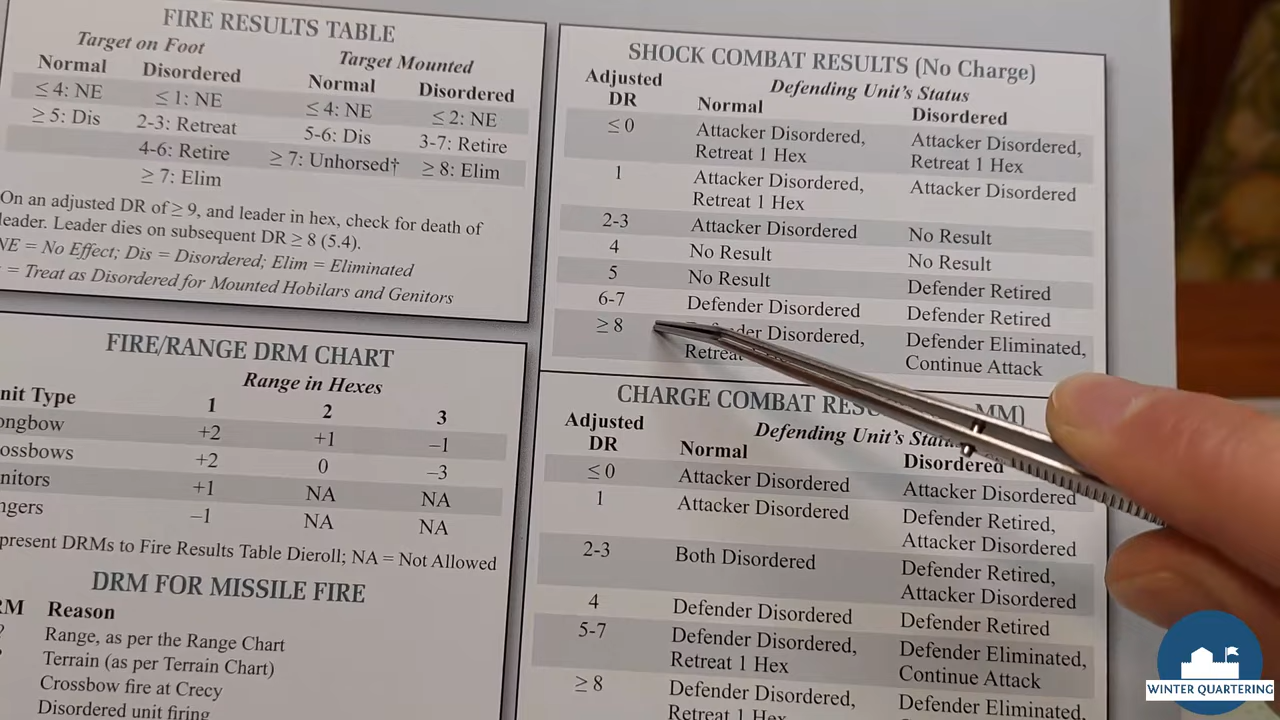 FIRE RESULTS TABLE
Target on Foot Target Mounted
Normal Disordered Normal Disordered
≤ 4: NE ≤ 1: NE ≤ 4: NE ≤ 2: NE
≥ 5: Dis 2-3: Retreat 5-6: Dis 3-7: Retire
4-6: Retire ≥ 7: Unhorsed† ≥ 8: Elim
≥ 7: Elim
On an adjusted DR of ≥ 9, and leader in hex, check for death of
leader. Leader dies on subsequent DR ≥ 8 (5.4).
NE = No Effect; Dis = Disordered; Elim = Eliminated
= Treat as Disordered for Mounted Hobilars and Genitors
FIRE/RANGE DRM CHART
Range in Hexes
nit Type 1 2 3
ongbow +2 +1 –1
ossbows +2 0 –3
nitors +1 NA NA
ngers –1 NA NA
present DRMs to Fire Results Table Dieroll; NA = Not Allowed
DRM FOR MISSILE FIRE
RM Reason
Range, as per the Range Chart
Terrain (as per Terrain Chart)
Crossbow fire at Crecy
Disordered unit firing
SHOCK COMBAT RESULTS (No Charge)
Adjusted Defending Unit's Status
DR Normal Disordered
≤ 0 Attacker Disordered, Attacker Disordered,
Retreat 1 Hex Retreat 1 Hex
1 Attacker Disordered, Attacker Disordered
Retreat 1 Hex
2-3 Attacker Disordered No Result
4 No Result No Result
5 No Result Defender Retired
6-7 Defender Disordered Defender Retired
≥ 8 Disordered, Defender Eliminated,
Continue Attack
CHARGE COMBAT MM)
Adjusted Defending Unit's
DR Normal Disordered
≤ 0 Attacker Disordered Attacker Disordered
1 Attacker Disordered Defender Retired,
Attacker Disordered
2-3 Both Disordered Defender Retired,
Attacker Disordered
4 Defender Disordered Defender Retired
5-7 Defender Disordered, Defender Eliminated,
Retreat 1 Hex Continue Attack
≥ 8 Defender Disordered, Defender Eliminated,
Retreat 1 Hex Continue Attack
WINTER QUARTERING